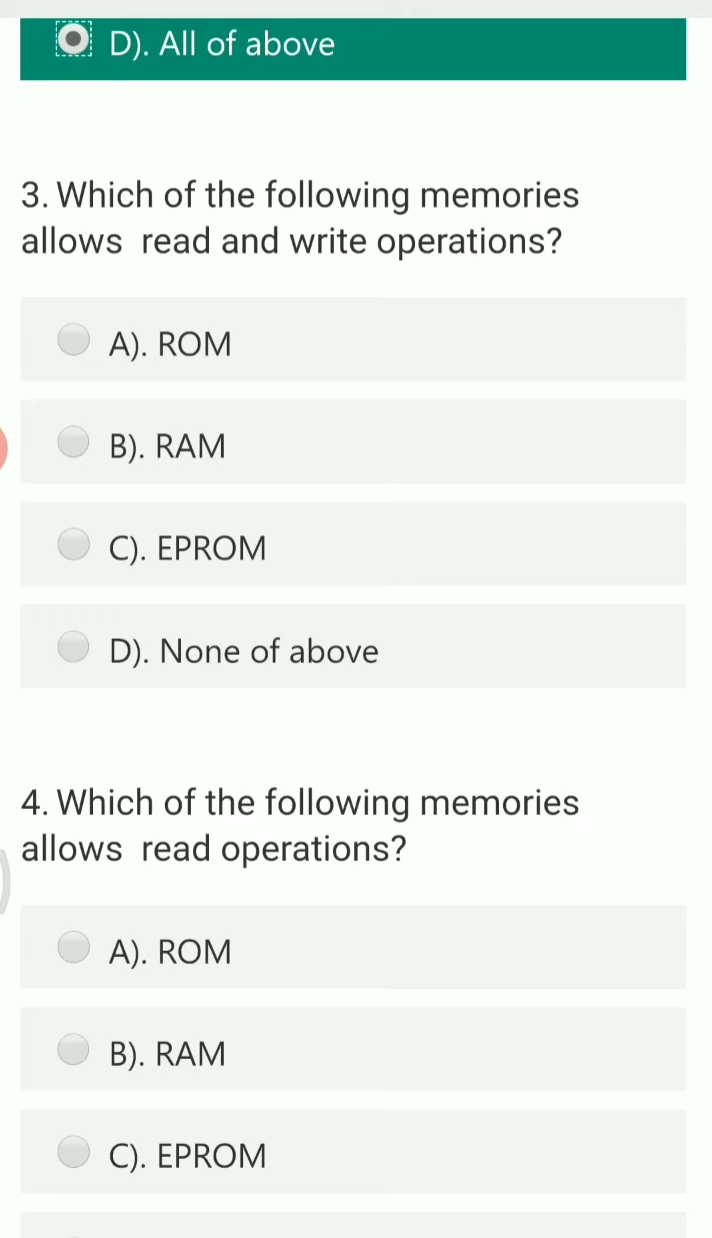 D). All of above
3. Which of the following memories
allows read and write operations?
A). ROM
B). RAM
C). EPROM
D). None of above
4. Which of the following memories
allows read operations?
A). ROM
B). RAM
C). EPROM